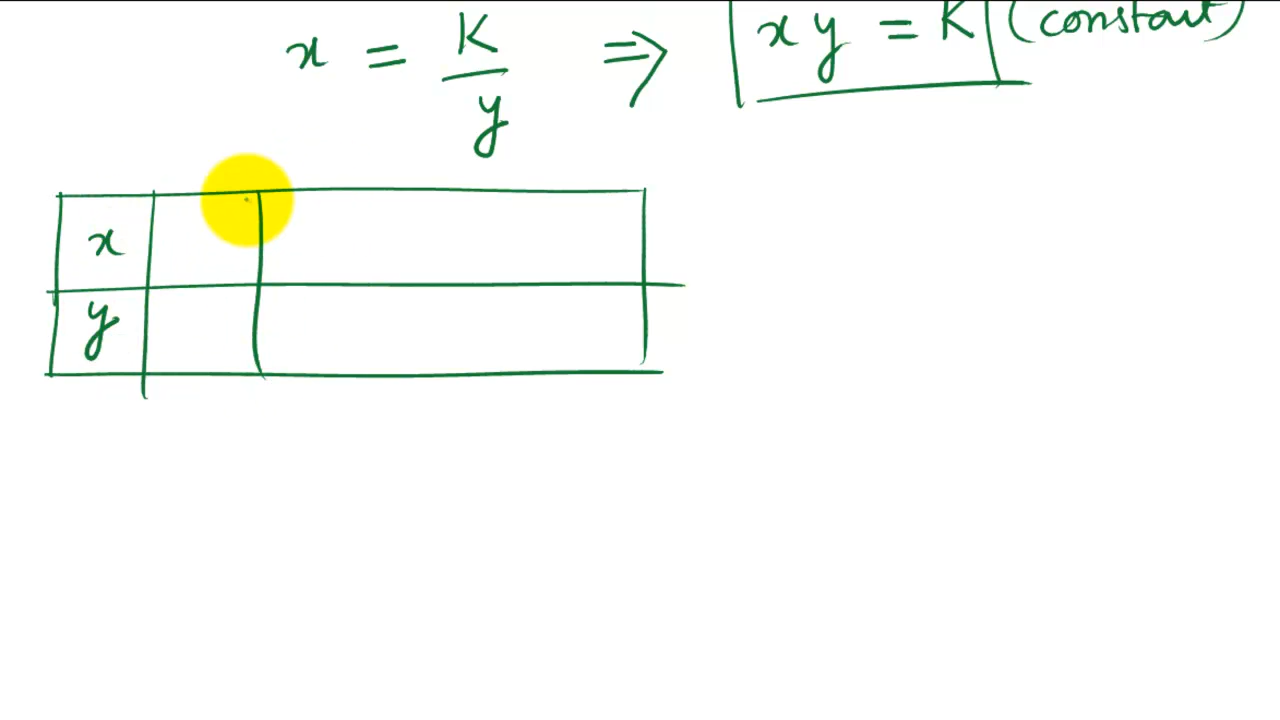 x = K/y ⇒ xy = K (constant)
x
y